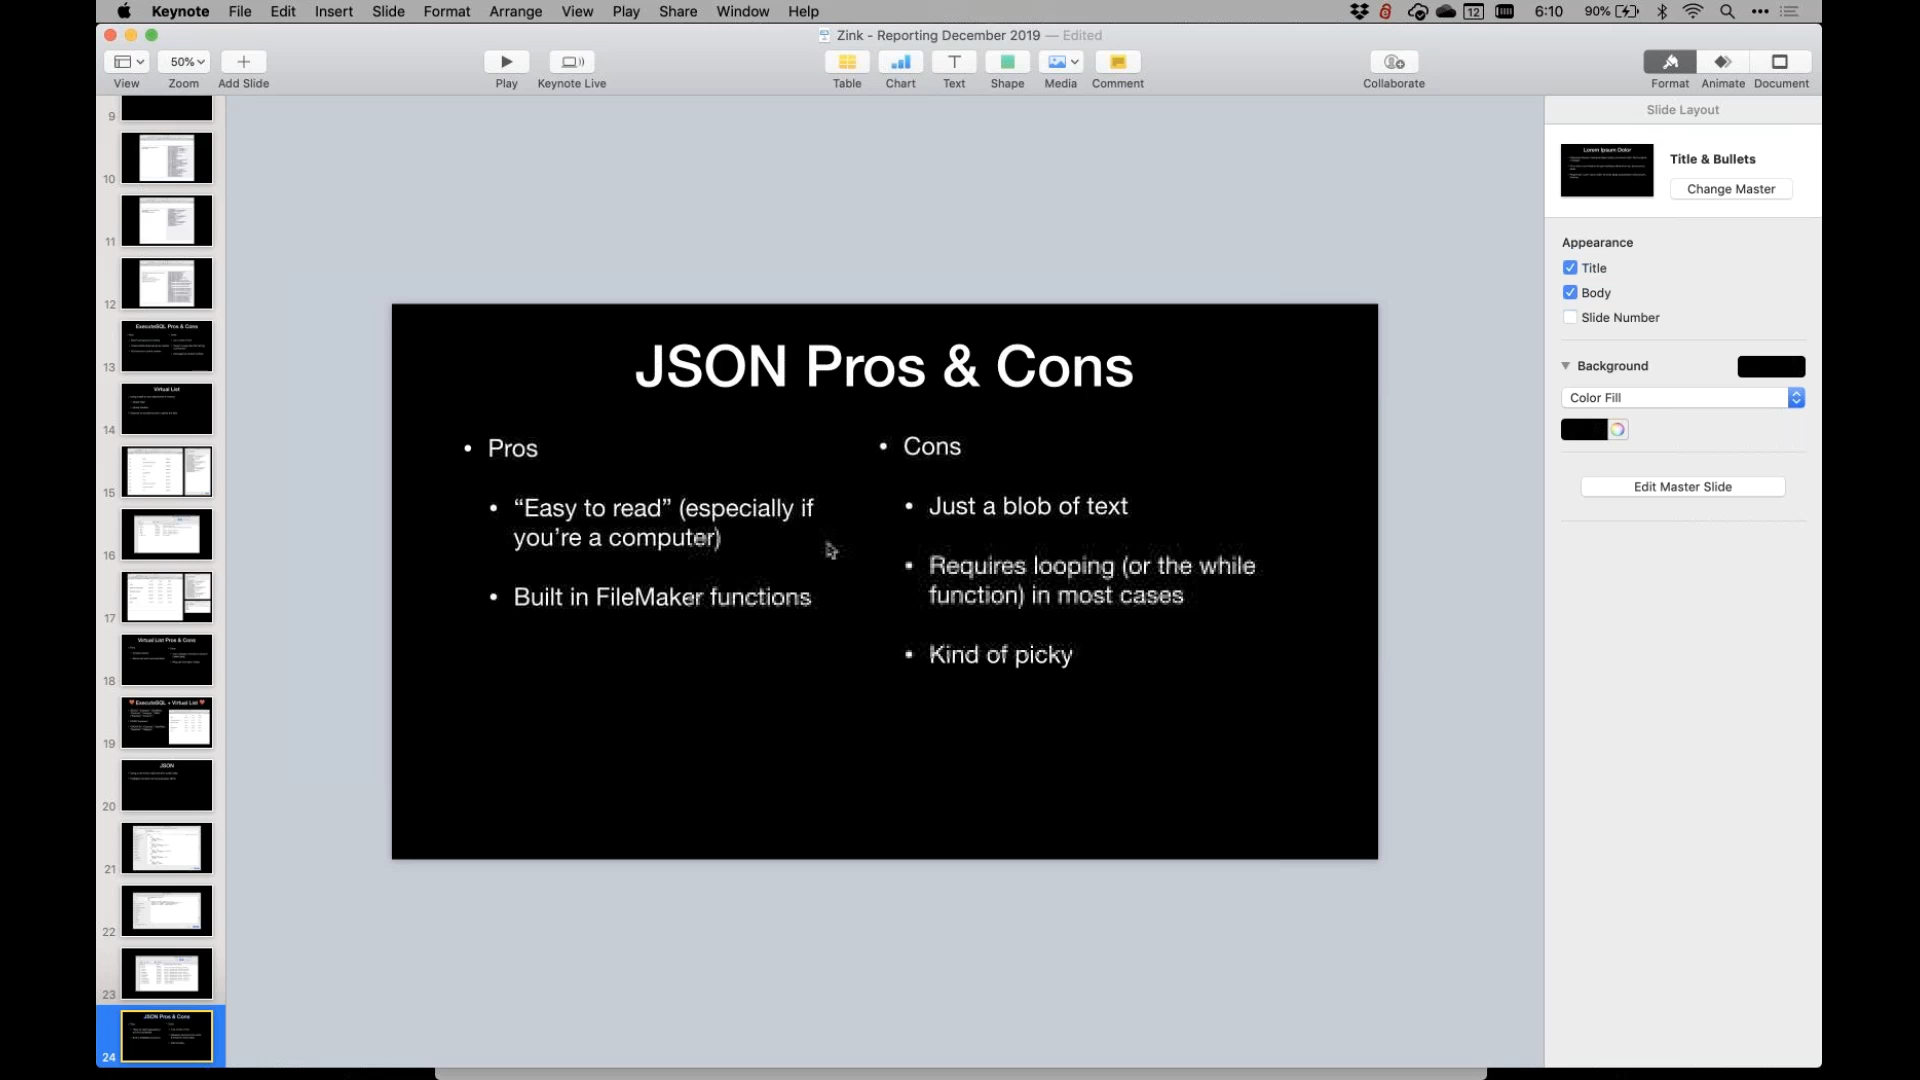 Keynote File Edit Insert Slide Format Arrange View Play Share Window Help
12 6:10 90%
Zink - Reporting December 2019 — Edited
50%
View Zoom Add Slide Play Keynote Live Table Chart Text Shape Media Comment Collaborate Format Animate Document
Slide Layout
Lorem Ipsum Dolor
Title & Bullets
Change Master
Appearance
Title
Body
Slide Number
Background
Color Fill
Edit Master Slide
9
10
11
12
ExecuteSQL Pros & Cons
13
Virtual List
14
15
16
17
Virtual List Pros & Cons
18
ExecuteSQL + Virtual List
19
JSON
20
21
22
23
JSON Pros & Cons
24
JSON Pros & Cons
• Pros
• “Easy to read” (especially if
you’re a computer)
• Built in FileMaker functions
• Cons
• Just a blob of text
• Requires looping (or the while
function) in most cases
• Kind of picky